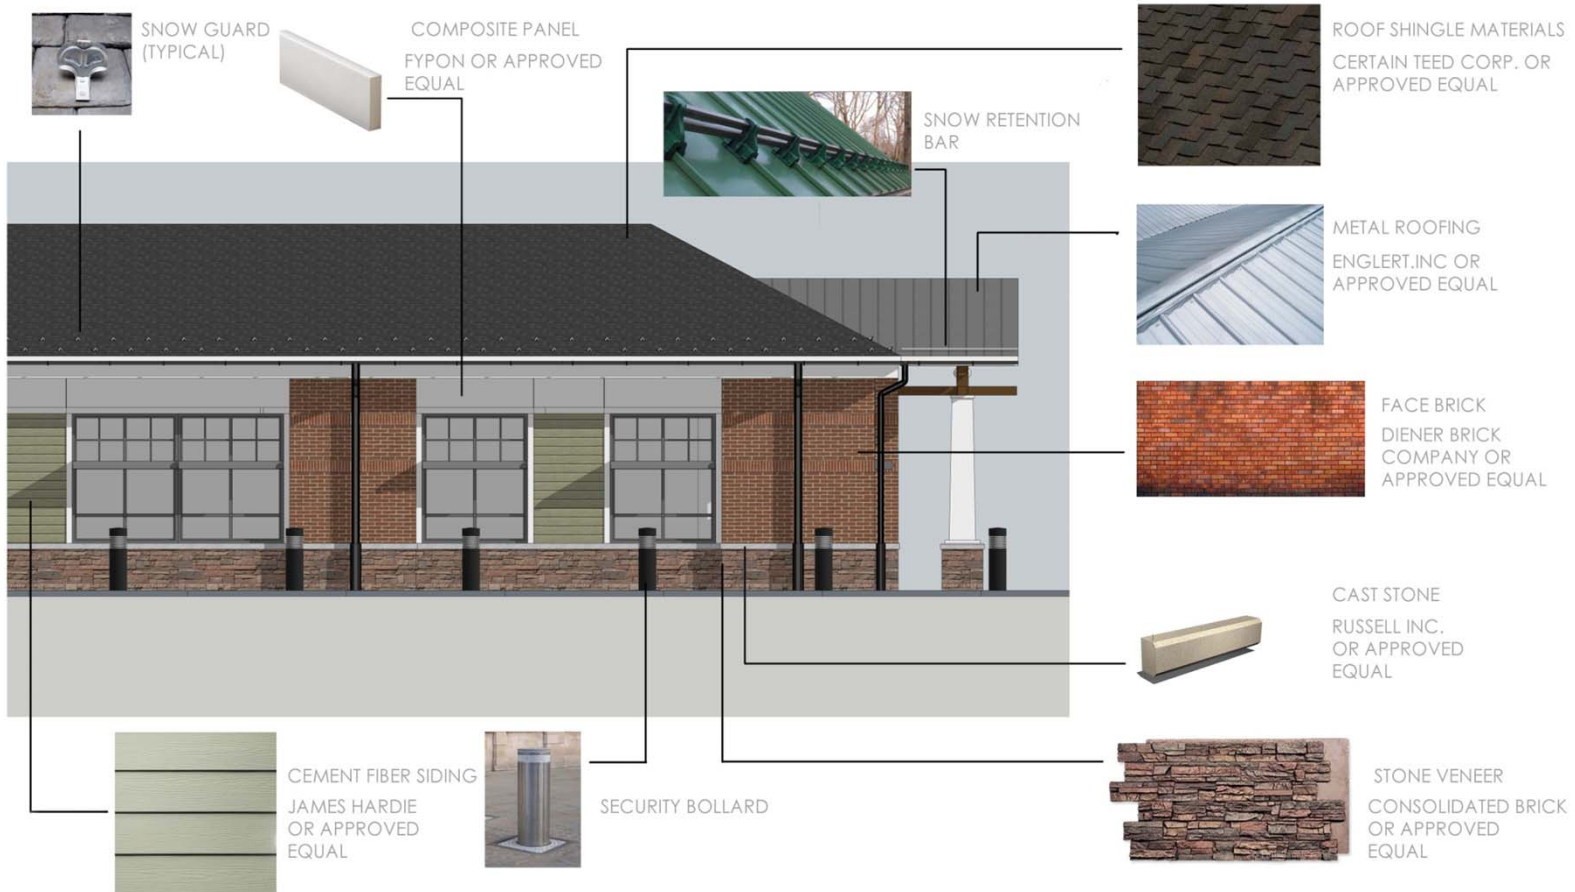 SNOW GUARD
(TYPICAL)
COMPOSITE PANEL
FYPON OR APPROVED
EQUAL
SNOW RETENTION
BAR
ROOF SHINGLE MATERIALS
CERTAIN TEED CORP. OR
APPROVED EQUAL
METAL ROOFING
ENGLERT.INC OR
APPROVED EQUAL
FACE BRICK
DIENER BRICK
COMPANY OR
APPROVED EQUAL
CAST STONE
RUSSELL INC.
OR APPROVED
EQUAL
STONE VENEER
CONSOLIDATED BRICK
OR APPROVED
EQUAL
CEMENT FIBER SIDING
JAMES HARDIE
OR APPROVED
EQUAL
SECURITY BOLLARD